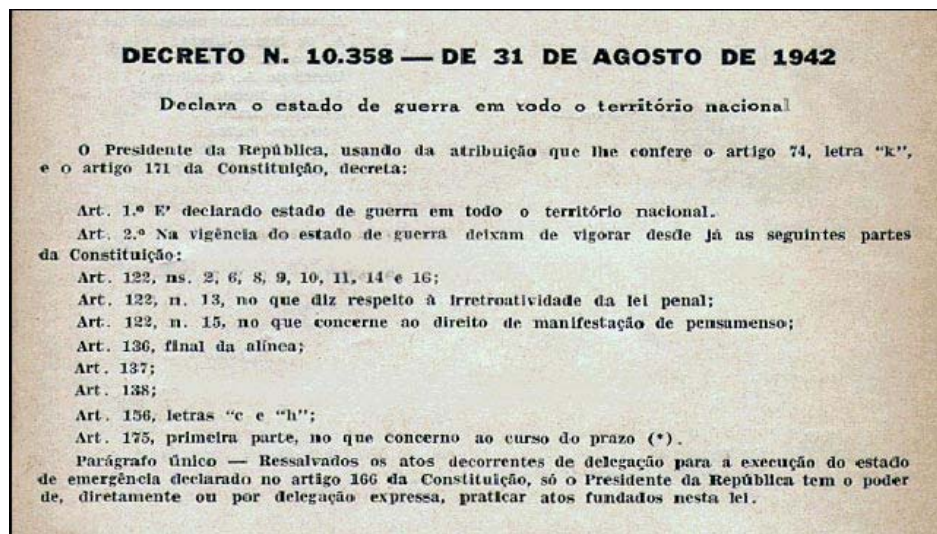 DECRETO N. 10.358 — DE 31 DE AGOSTO DE 1942
Declara o estado de guerra em todo o território nacional
O Presidente da República, usando da atribuição que lhe confere o artigo 74, letra "k",
e o artigo 171 da Constituição, decreta:
Art. 1.º E' declarado estado de guerra em todo o território nacional.
Art. 2.º Na vigência do estado de guerra deixam de vigorar desde já as seguintes partes
da Constituição:
Art. 122, ns. 2, 6, 8, 9, 10, 11, 14 e 16;
Art. 122, n. 13, no que diz respeito à irretroatividade da lei penal;
Art. 122, n. 15, no que concerne ao direito de manifestação de pensamenso;
Art. 136, final da alínea;
Art. 137;
Art. 138;
Art. 156, letras "c e "h";
Art. 175, primeira parte, no que concerno ao curso do prazo (*).
Parágrafo único — Ressalvados os atos decorrentes de delegação para a execução do estado
de emergência declarado no artigo 166 da Constituição, só o Presidente da República tem o poder
de, diretamente ou por delegação expressa, praticar atos fundados nesta lei.